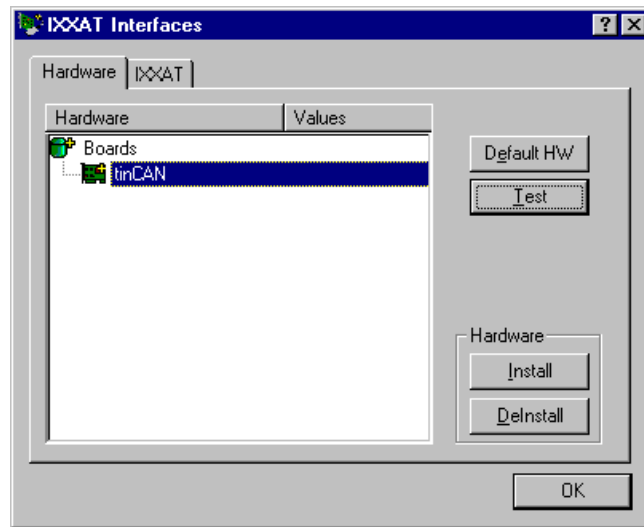 IXXAT Interfaces
Hardware IXXAT
Hardware Values
Boards
tinCAN
Default HW
Test
Hardware
Install
DeInstall
OK